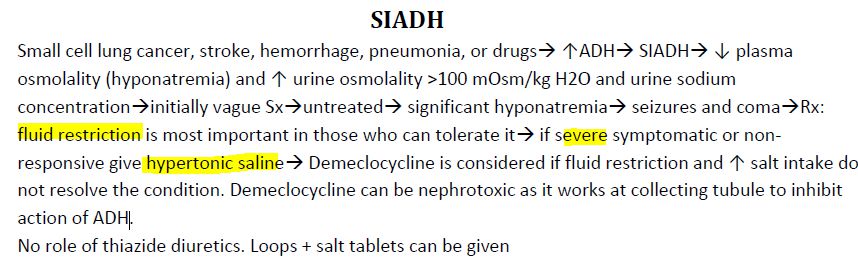 SIADH
Small cell lung cancer, stroke, hemorrhage, pneumonia, or drugs→ ↑ADH→ SIADH→ ↓ plasma
osmolality (hyponatremia) and ↑ urine osmolality >100 mOsm/kg H2O and urine sodium
concentration→initially vague Sx→untreated→ significant hyponatremia→ seizures and coma→Rx:
fluid restriction is most important in those who can tolerate it→ if severe symptomatic or non-
responsive give hypertonic saline→ Demeclocycline is considered if fluid restriction and ↑ salt intake do
not resolve the condition. Demeclocycline can be nephrotoxic as it works at collecting tubule to inhibit
action of ADH.
No role of thiazide diuretics. Loops + salt tablets can be given